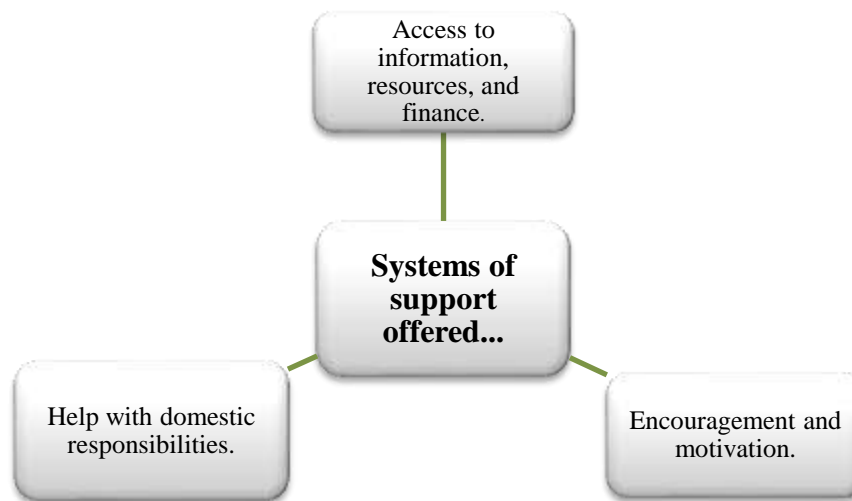 Access to
information,
resources, and
finance.
Systems of
support
offered...
Help with domestic
responsibilities.
Encouragement and
motivation.